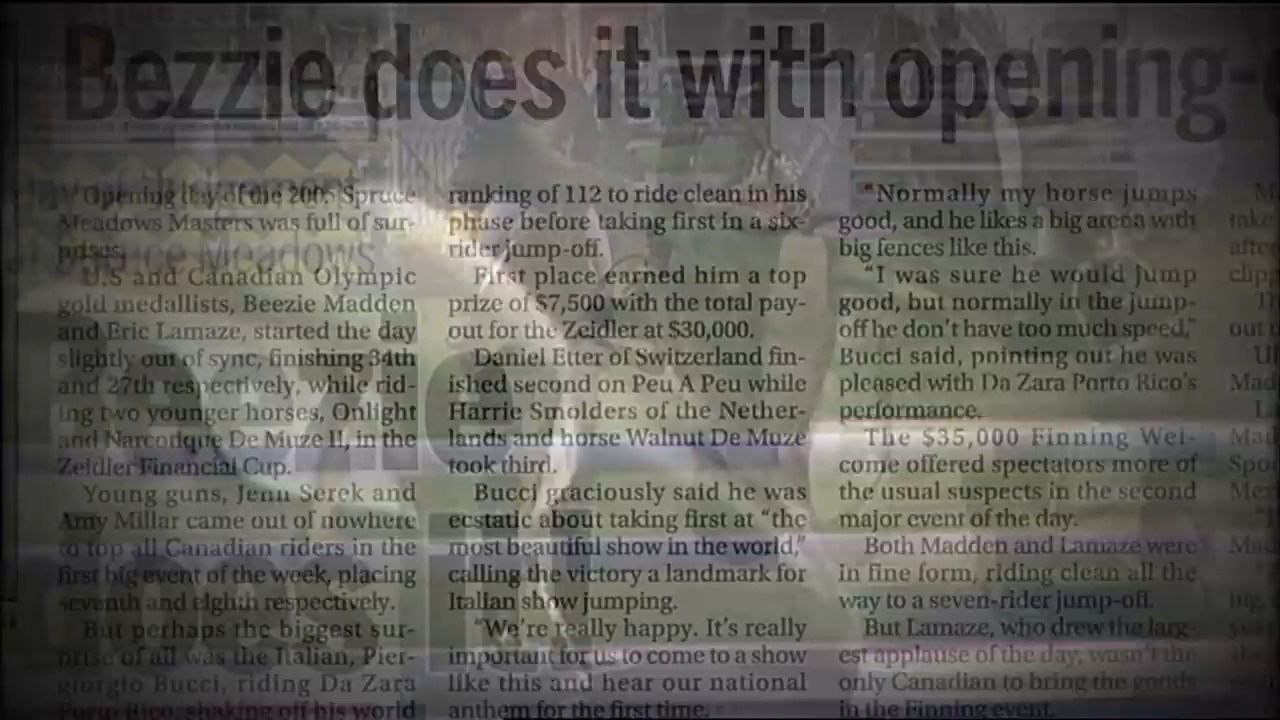 Bezzie does it with opening-
Opening day of the 2005 Spruce
Meadows Masters was full of sur-
prises.
U.S and Canadian Olympic
gold medallists, Beezie Madden
and Eric Lamaze, started the day
slightly out of sync, finishing 34th
and 27th respectively, while rid-
ing two younger horses, Onlight
and Narcotique De Muze II, in the
Zeidler Financial Cup.
Young guns, Jenn Serek and
Amy Millar came out of nowhere
to top all Canadian riders in the
first big event of the week, placing
seventh and eighth respectively.
But perhaps the biggest sur-
prise of all was the Italian, Pier-
giorgio Bucci, riding Da Zara
Porto Rico, shaking off his world
ranking of 112 to ride clean in his
phase before taking first in a six-
rider jump-off.
First place earned him a top
prize of $7,500 with the total pay-
out for the Zeidler at $30,000.
Daniel Etter of Switzerland fin-
ished second on Peu A Peu while
Harrie Smolders of the Nether-
lands and horse Walnut De Muze
took third.
Bucci graciously said he was
ecstatic about taking first at "the
most beautiful show in the world,"
calling the victory a landmark for
Italian show jumping.
"We're really happy. It's really
important for us to come to a show
like this and hear our national
anthem for the first time.
"Normally my horse jumps
good, and he likes a big arena with
big fences like this.
"I was sure he would jump
good, but normally in the jump-
off he don't have too much speed,"
Bucci said, pointing out he was
pleased with Da Zara Porto Rico's
performance.
The $35,000 Finning Wel-
come offered spectators more of
the usual suspects in the second
major event of the day.
Both Madden and Lamaze were
in fine form, riding clean all the
way to a seven-rider jump-off.
But Lamaze, who drew the larg-
est applause of the day, wasn't the
only Canadian to bring the goods
in the Finning event.